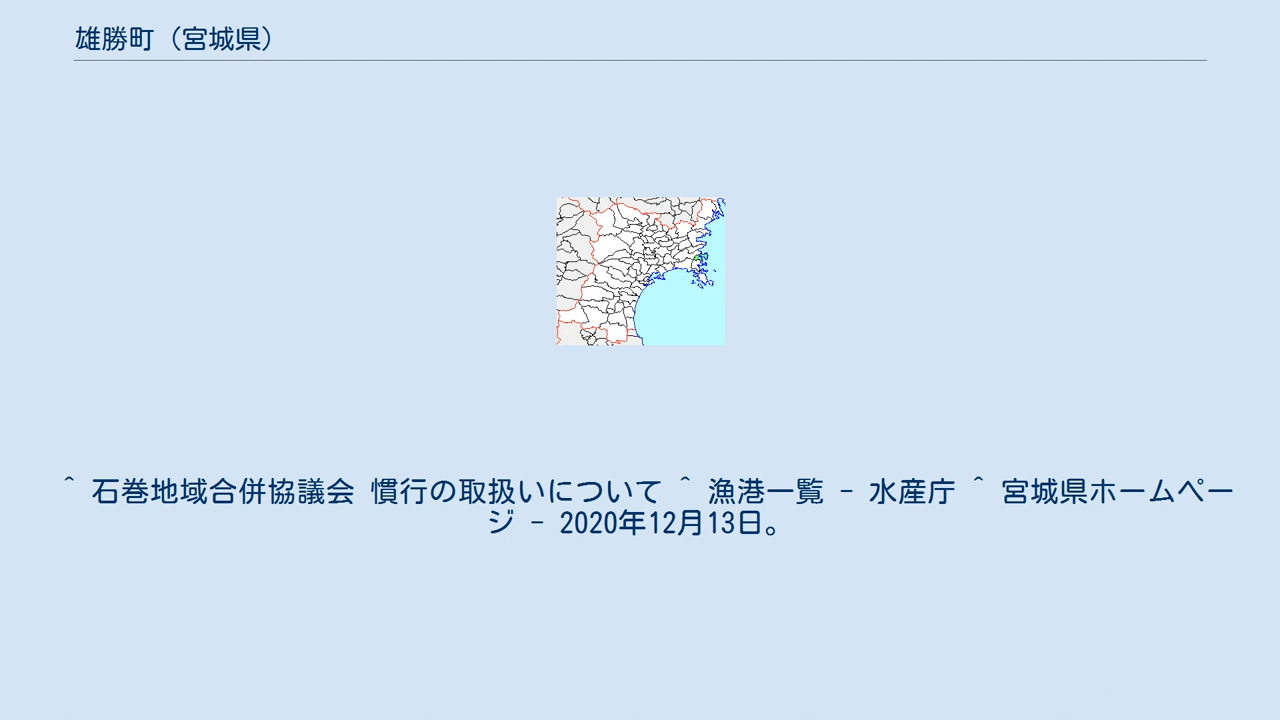 雄勝町（宮城県）
^ 石巻地域合併協議会 慣行の取扱いについて ^ 漁港一覧 - 水産庁 ^ 宮城県ホームペー
ジ - 2020年12月13日。